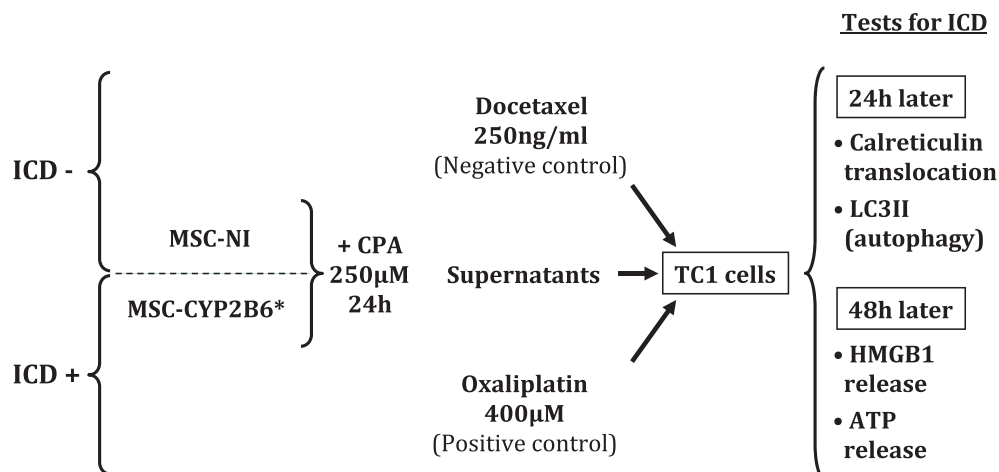 Tests for ICD
24h later
• Calreticulin
translocation
• LC3II
(autophagy)
48h later
• HMGB1
release
• ATP
release
ICD -
ICD +
MSC-NI
MSC-CYP2B6*
+ CPA
250μM
24h
Docetaxel
250ng/ml
(Negative control)
Supernatants
Oxaliplatin
400μM
(Positive control)
TC1 cells